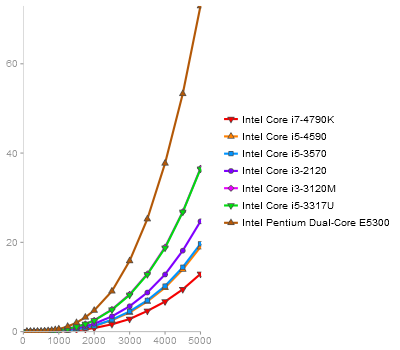 60
40
20
0
0 1000 2000 3000 4000 5000
Intel Core i7-4790K
Intel Core i5-4590
Intel Core i5-3570
Intel Core i3-2120
Intel Core i3-3120M
Intel Core i5-3317U
Intel Pentium Dual-Core E5300